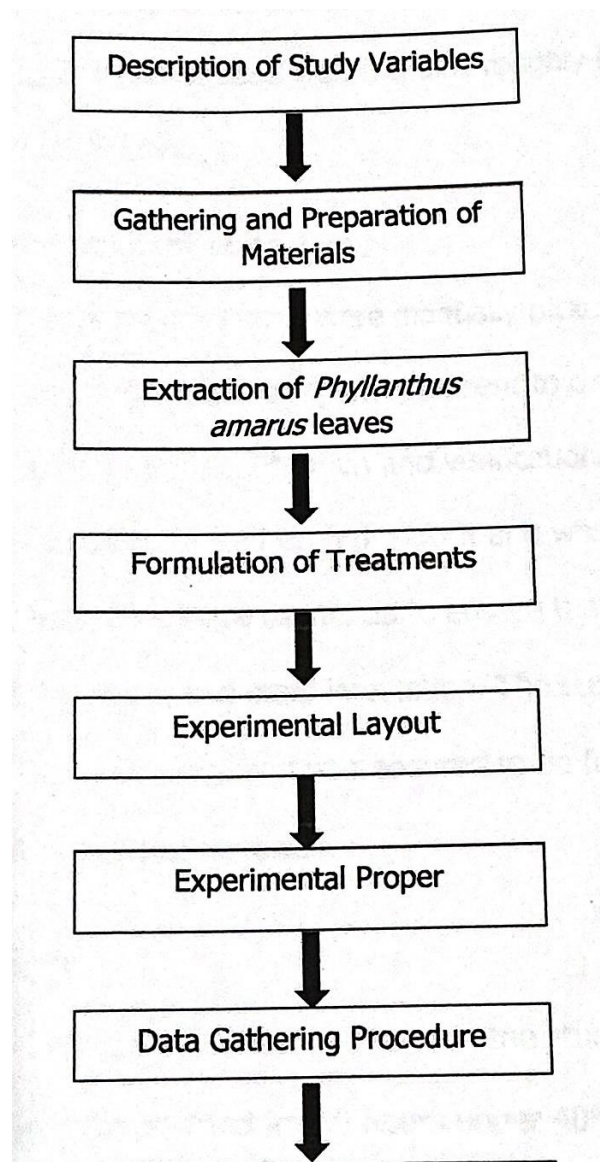 Description of Study Variables
Gathering and Preparation of
Materials
Extraction of Phyllanthus
amarus leaves
Formulation of Treatments
Experimental Layout
Experimental Proper
Data Gathering Procedure